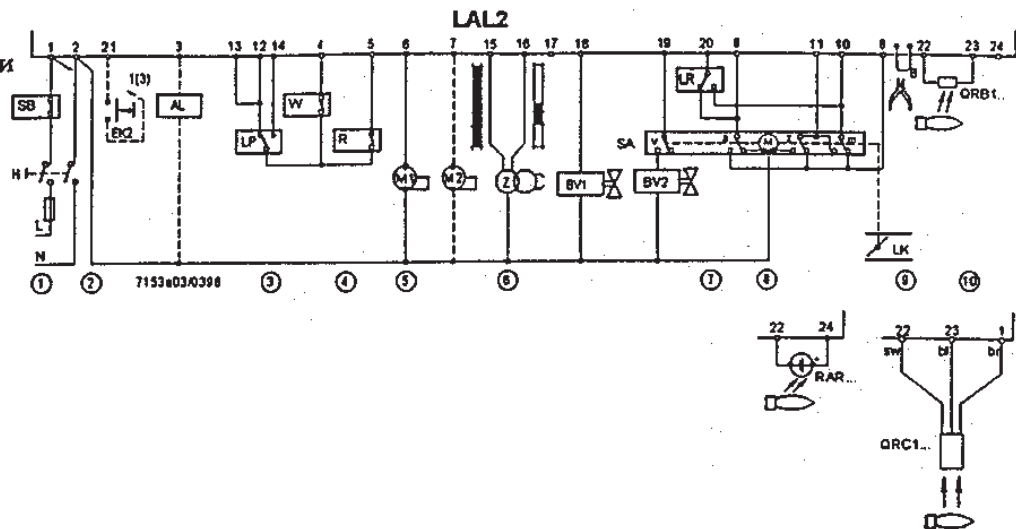 LAL2
1 2 21 3 13 12 14 4 5 6 7 15 16 17 18 19 20 8 11 10 8 22 23 24
И
1(3)
SB
EK2
AL
W
LP
R
LR
SA
V
M
QRB1...
H
M1
M2
Z
BV1
BV2
L
N
LK
1 2 3 4 5 6 7 8 9 10
7153a03/0398
22 24
22 23 1
sw bl br
+
RAR...
QRC1...